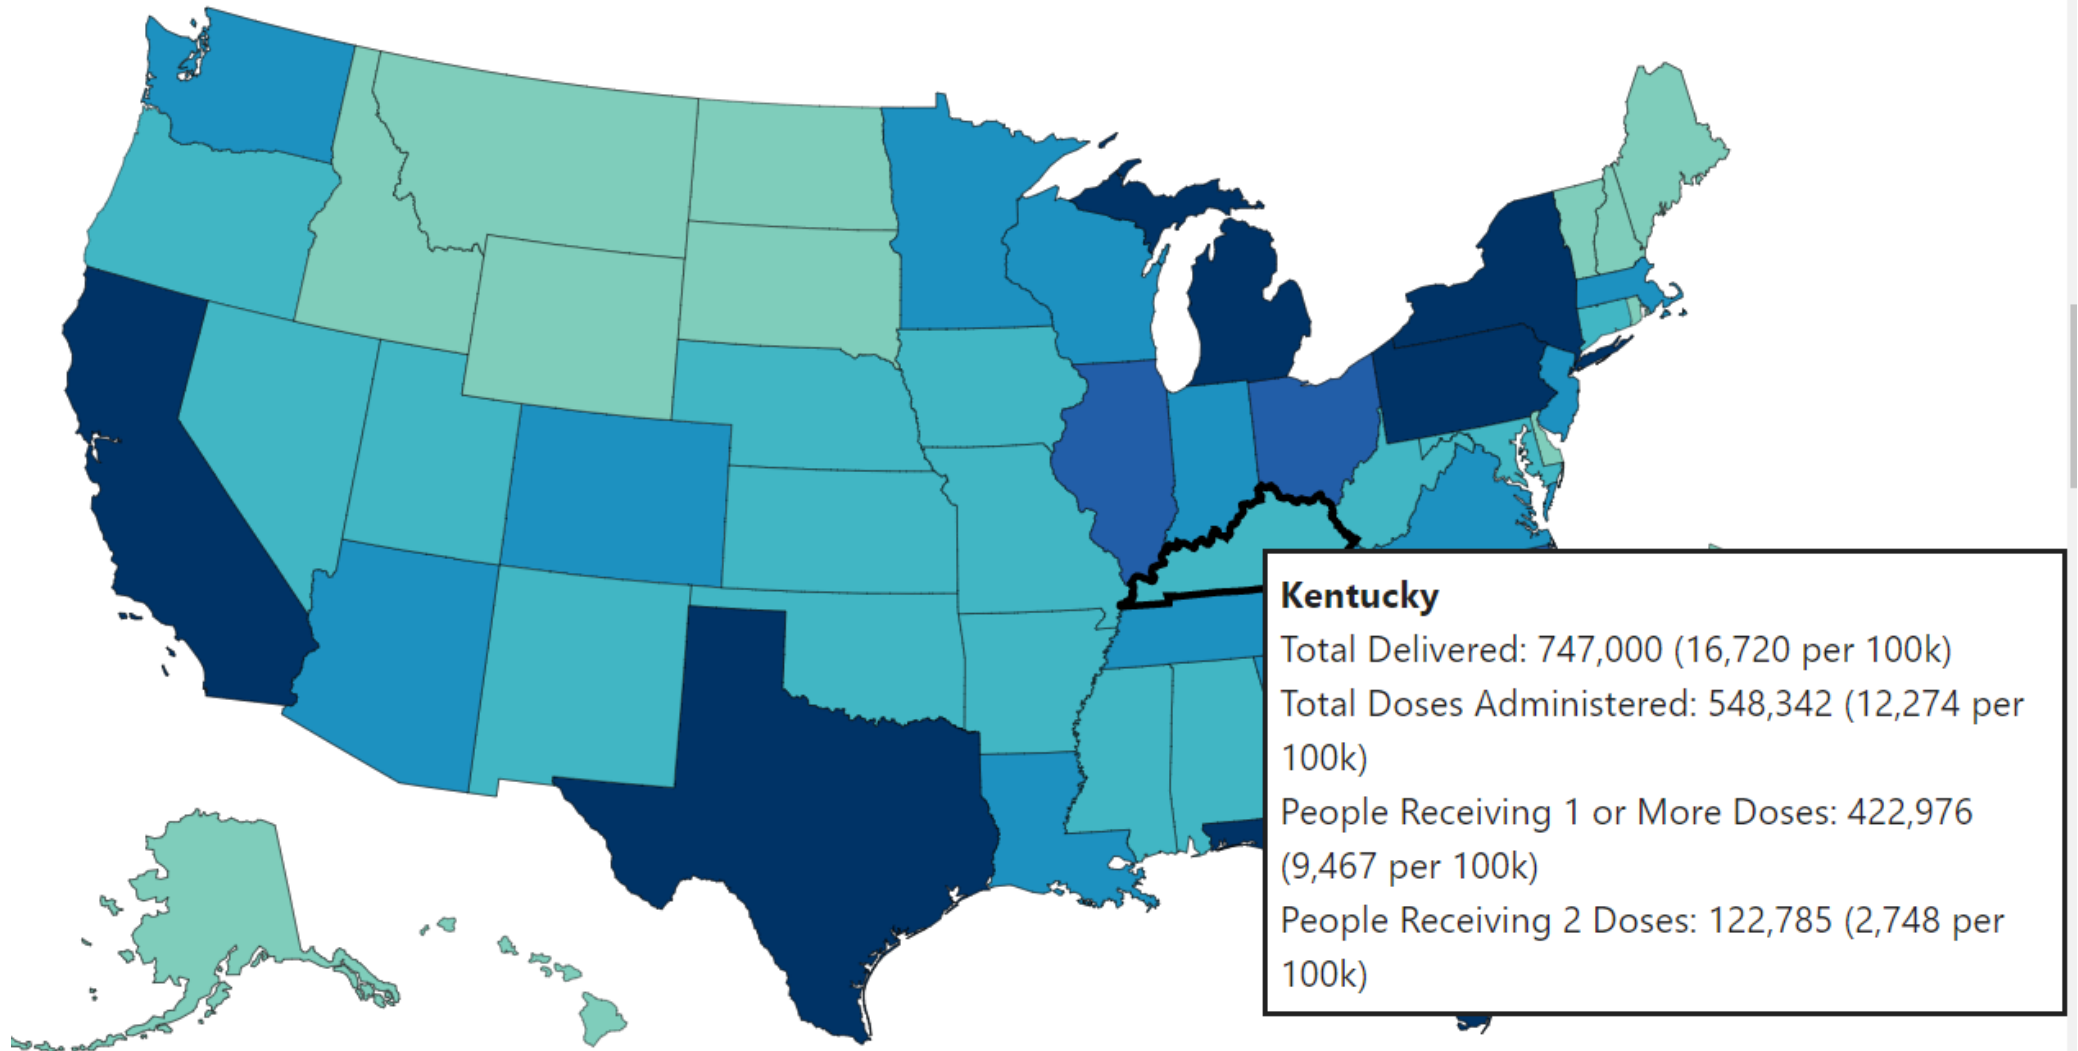 Kentucky
Total Delivered: 747,000 (16,720 per 100k)
Total Doses Administered: 548,342 (12,274 per
100k)
People Receiving 1 or More Doses: 422,976
(9,467 per 100k)
People Receiving 2 Doses: 122,785 (2,748 per
100k)